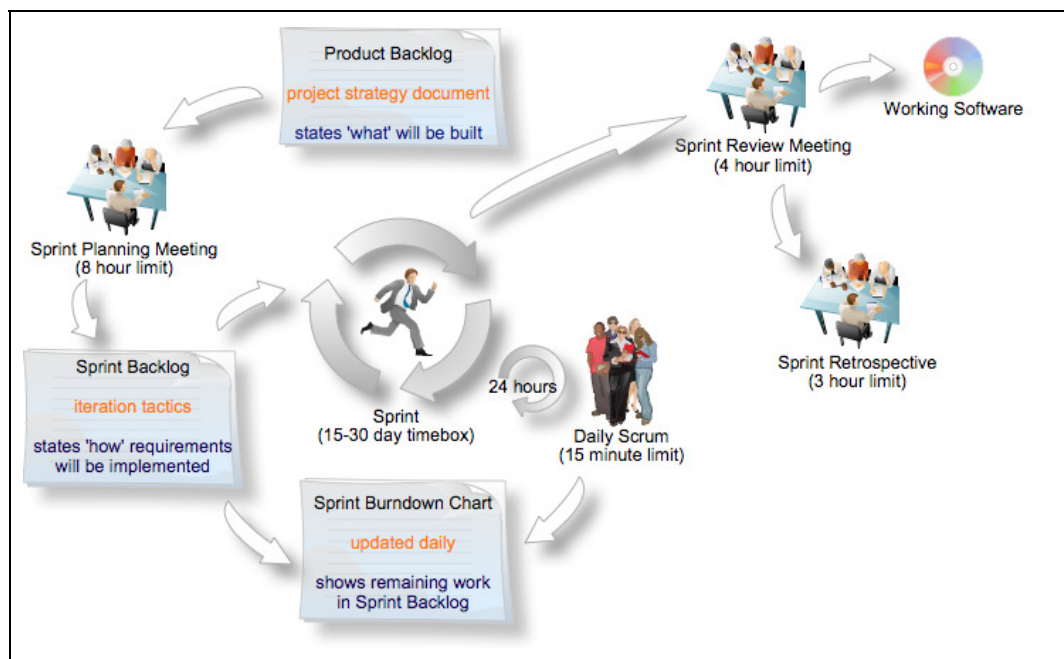 Product Backlog
project strategy document
states 'what' will be built
Working Software
Sprint Review Meeting
(4 hour limit)
Sprint Planning Meeting
(8 hour limit)
Sprint Backlog
iteration tactics
states 'how' requirements
will be implemented
Sprint
(15-30 day timebox)
24 hours
Daily Scrum
(15 minute limit)
Sprint Retrospective
(3 hour limit)
Sprint Burndown Chart
updated daily
shows remaining work
in Sprint Backlog